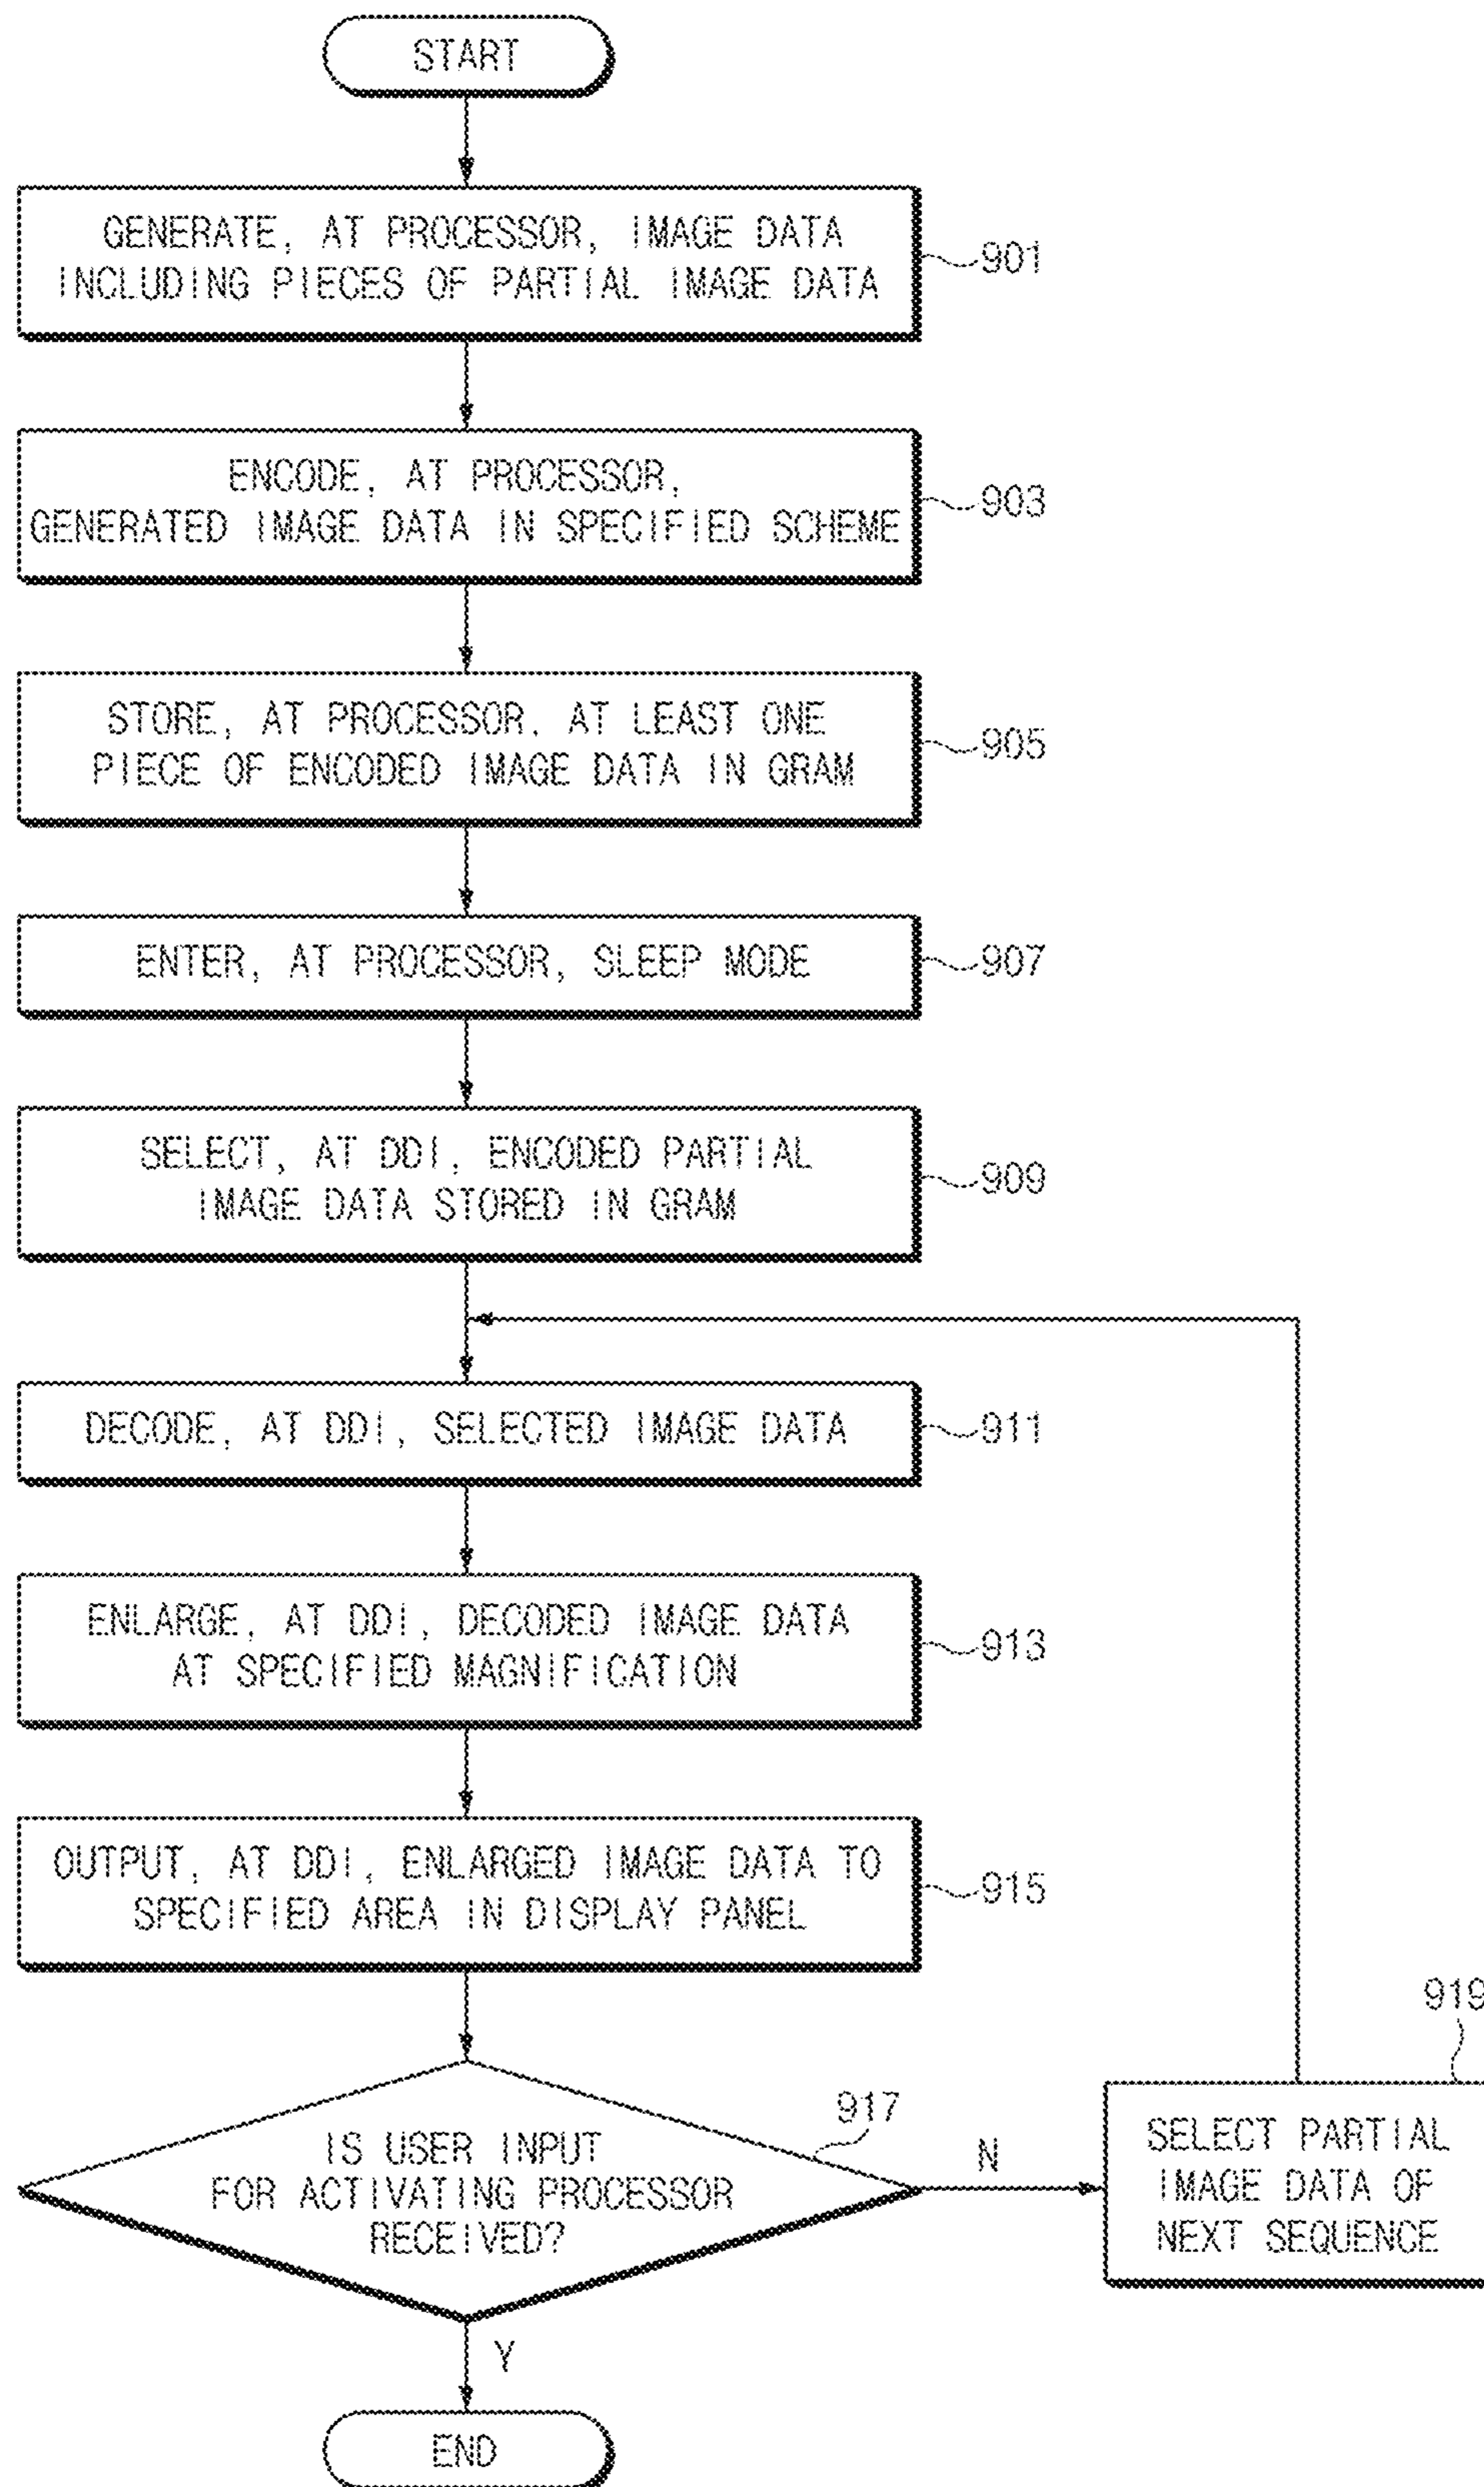 START
GENERATE, AT PROCESSOR, IMAGE DATA
INCLUDING PIECES OF PARTIAL IMAGE DATA
901
ENCODE, AT PROCESSOR,
GENERATED IMAGE DATA IN SPECIFIED SCHEME
903
STORE, AT PROCESSOR, AT LEAST ONE
PIECE OF ENCODED IMAGE DATA IN GRAM
905
ENTER, AT PROCESSOR, SLEEP MODE
907
SELECT, AT DDI, ENCODED PARTIAL
IMAGE DATA STORED IN GRAM
909
DECODE, AT DDI, SELECTED IMAGE DATA
911
ENLARGE, AT DDI, DECODED IMAGE DATA
AT SPECIFIED MAGNIFICATION
913
OUTPUT, AT DDI, ENLARGED IMAGE DATA TO
SPECIFIED AREA IN DISPLAY PANEL
915
IS USER INPUT
FOR ACTIVATING PROCESSOR
RECEIVED?
917
N
919
SELECT PARTIAL
IMAGE DATA OF
NEXT SEQUENCE
Y
END